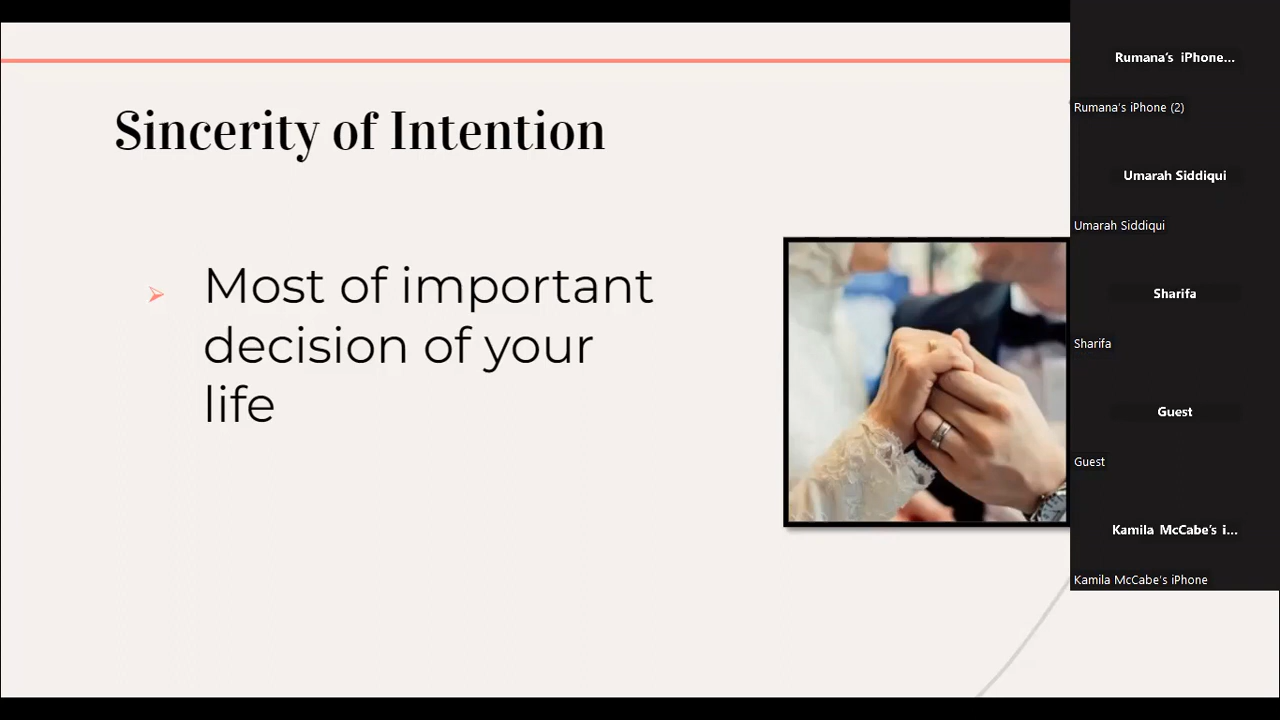 Sincerity of Intention
Most of important
decision of your
life
Rumana's iPhone...
Rumana's iPhone (2)
Umarah Siddiqui
Umarah Siddiqui
Sharifa
Sharifa
Guest
Guest
Kamila McCabe's i...
Kamila McCabe's iPhone